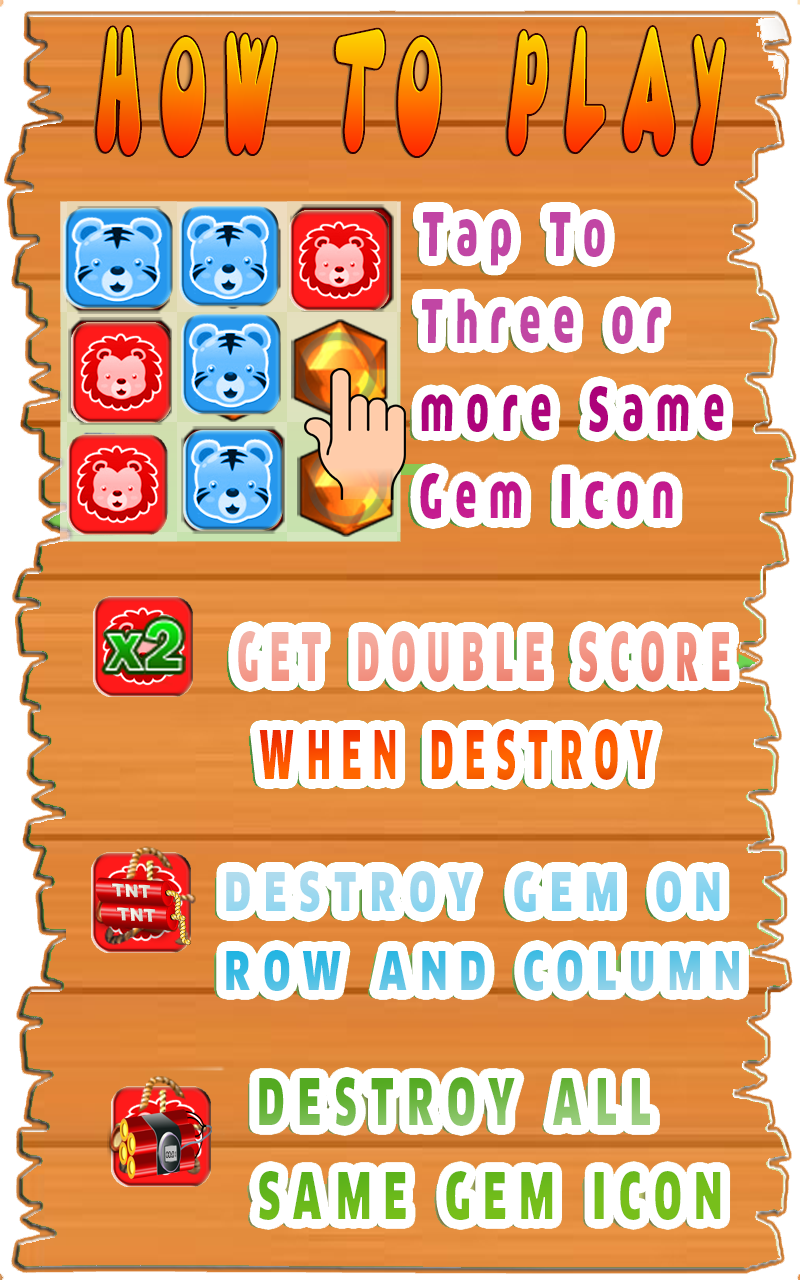 HOW TO PLAY
Tap To
Three or
more Same
Gem Icon
x2
GET DOUBLE SCORE
WHEN DESTROY
TNT
TNT
DESTROY GEM ON
ROW AND COLUMN
DESTROY ALL
SAME GEM ICON